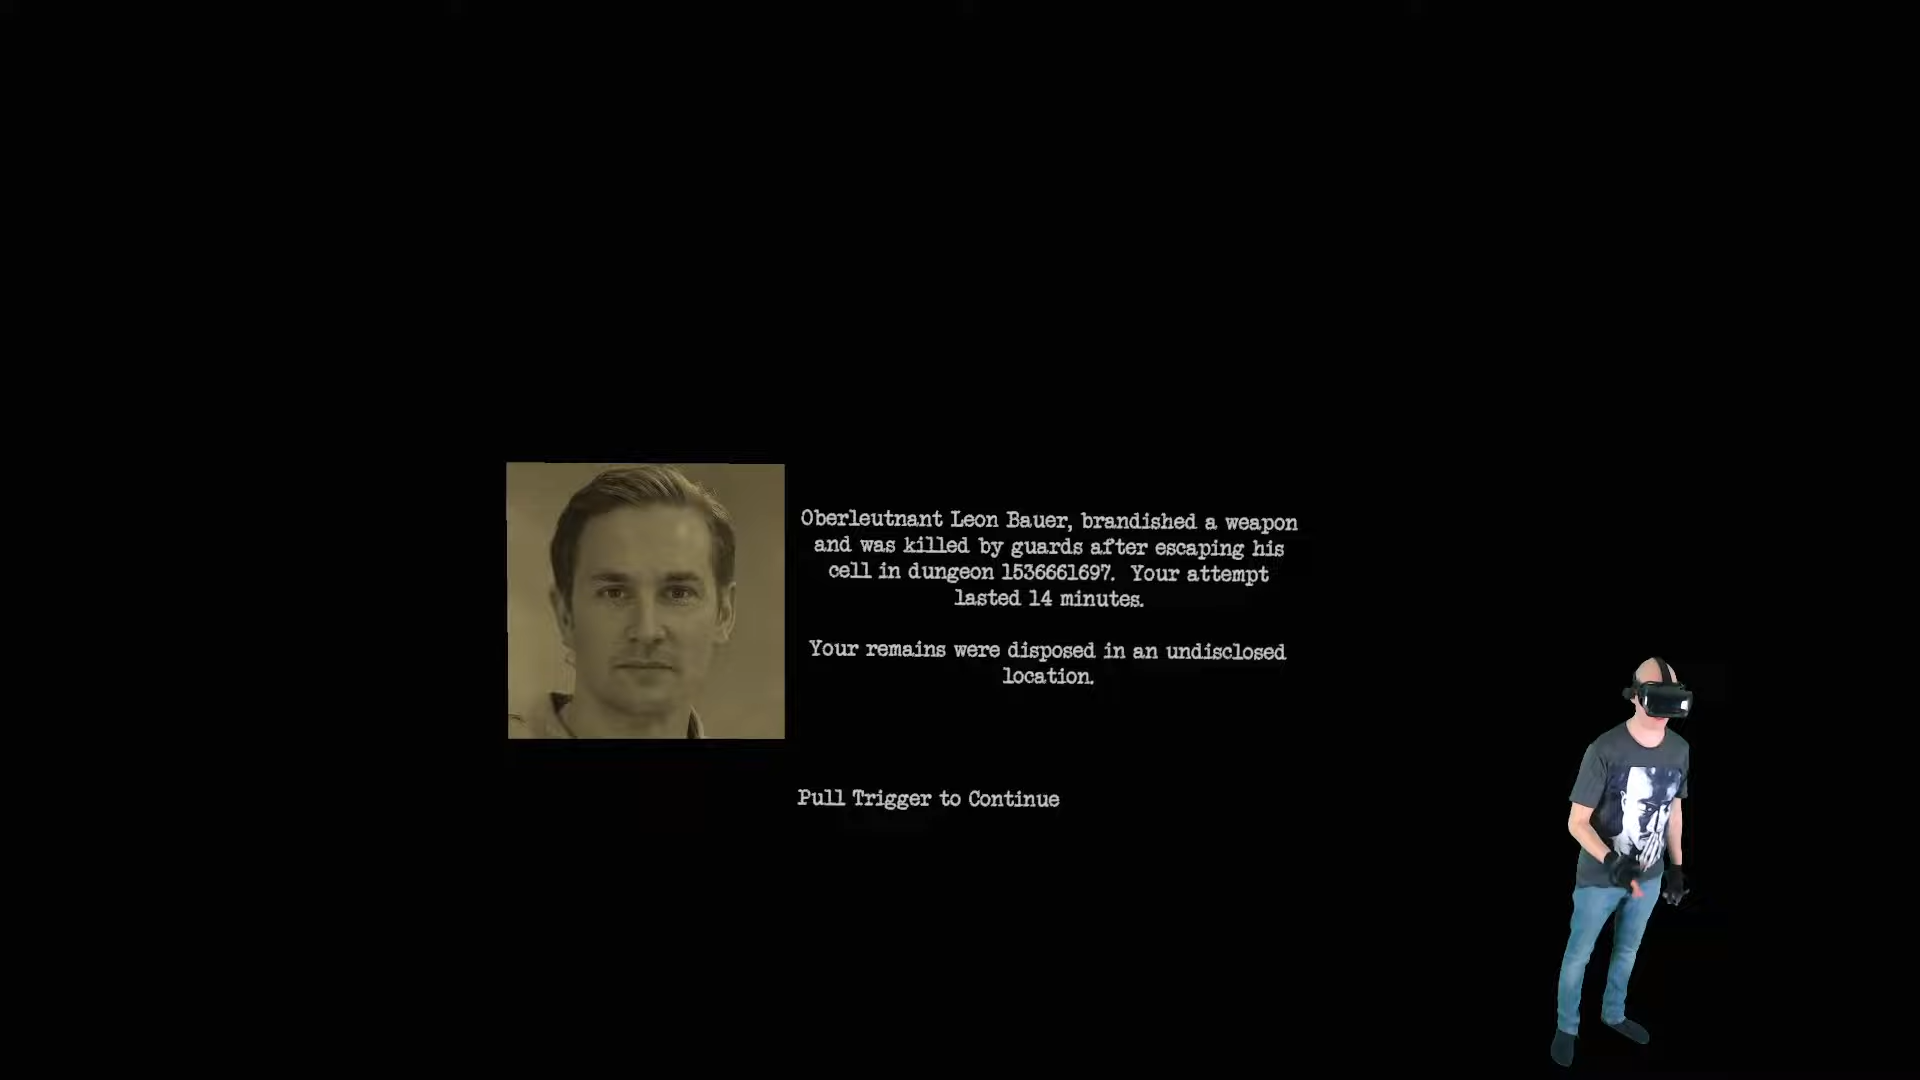 Oberleutnant Leon Bauer, brandished a weapon
and was killed by guards after escaping his
cell in dungeon 1536661697.  Your attempt
lasted 14 minutes.
Your remains were disposed in an undisclosed
location.
Pull Trigger to Continue